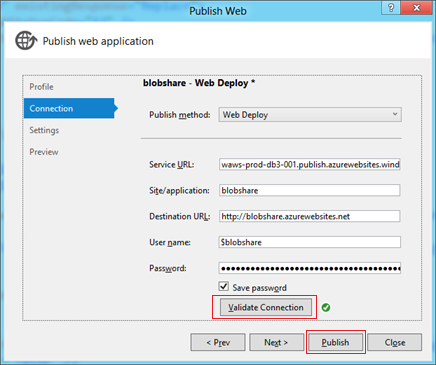 Publish Web
Publish web application
Profile
Connection
Settings
Preview
blobshare - Web Deploy *
Publish method: Web Deploy
Service URL: waws-prod-db3-001.publish.azurewebsites.wind
Site/application: blobshare
Destination URL: http://blobshare.azurewebsites.net
User name: $blobshare
Password: ●●●●●●●●●●●●●●●●●●●●●●●●●●●●●●●●●
Save password
Validate Connection
< Prev Next > Publish Close